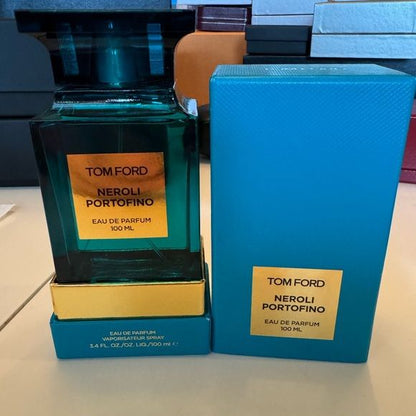 TOM FORD
NEROLI
PORTOFINO
EAU DE PARFUM
100 ML
EAU DE PARFUM
VAPORISATEUR SPRAY
3.4 FL. OZ./OZ. LIQ./100 ml ℮
TOM FORD
NEROLI
PORTOFINO
EAU DE PARFUM
100 ML